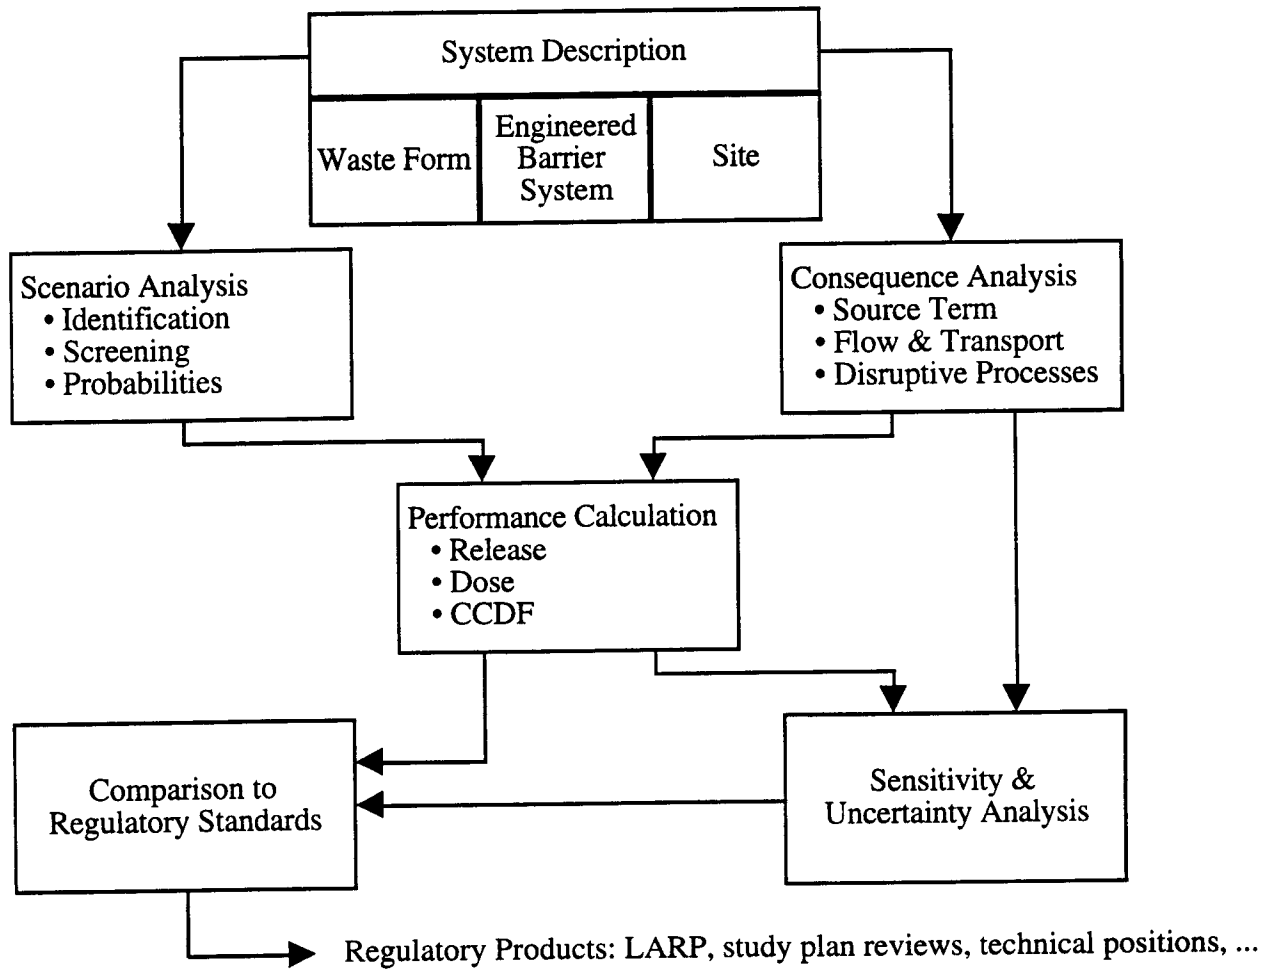 System Description
Waste Form
Engineered
Barrier
System
Site
Scenario Analysis
• Identification
• Screening
• Probabilities
Consequence Analysis
• Source Term
• Flow & Transport
• Disruptive Processes
Performance Calculation
• Release
• Dose
• CCDF
Comparison to
Regulatory Standards
Sensitivity &
Uncertainty Analysis
Regulatory Products: LARP, study plan reviews, technical positions, ...